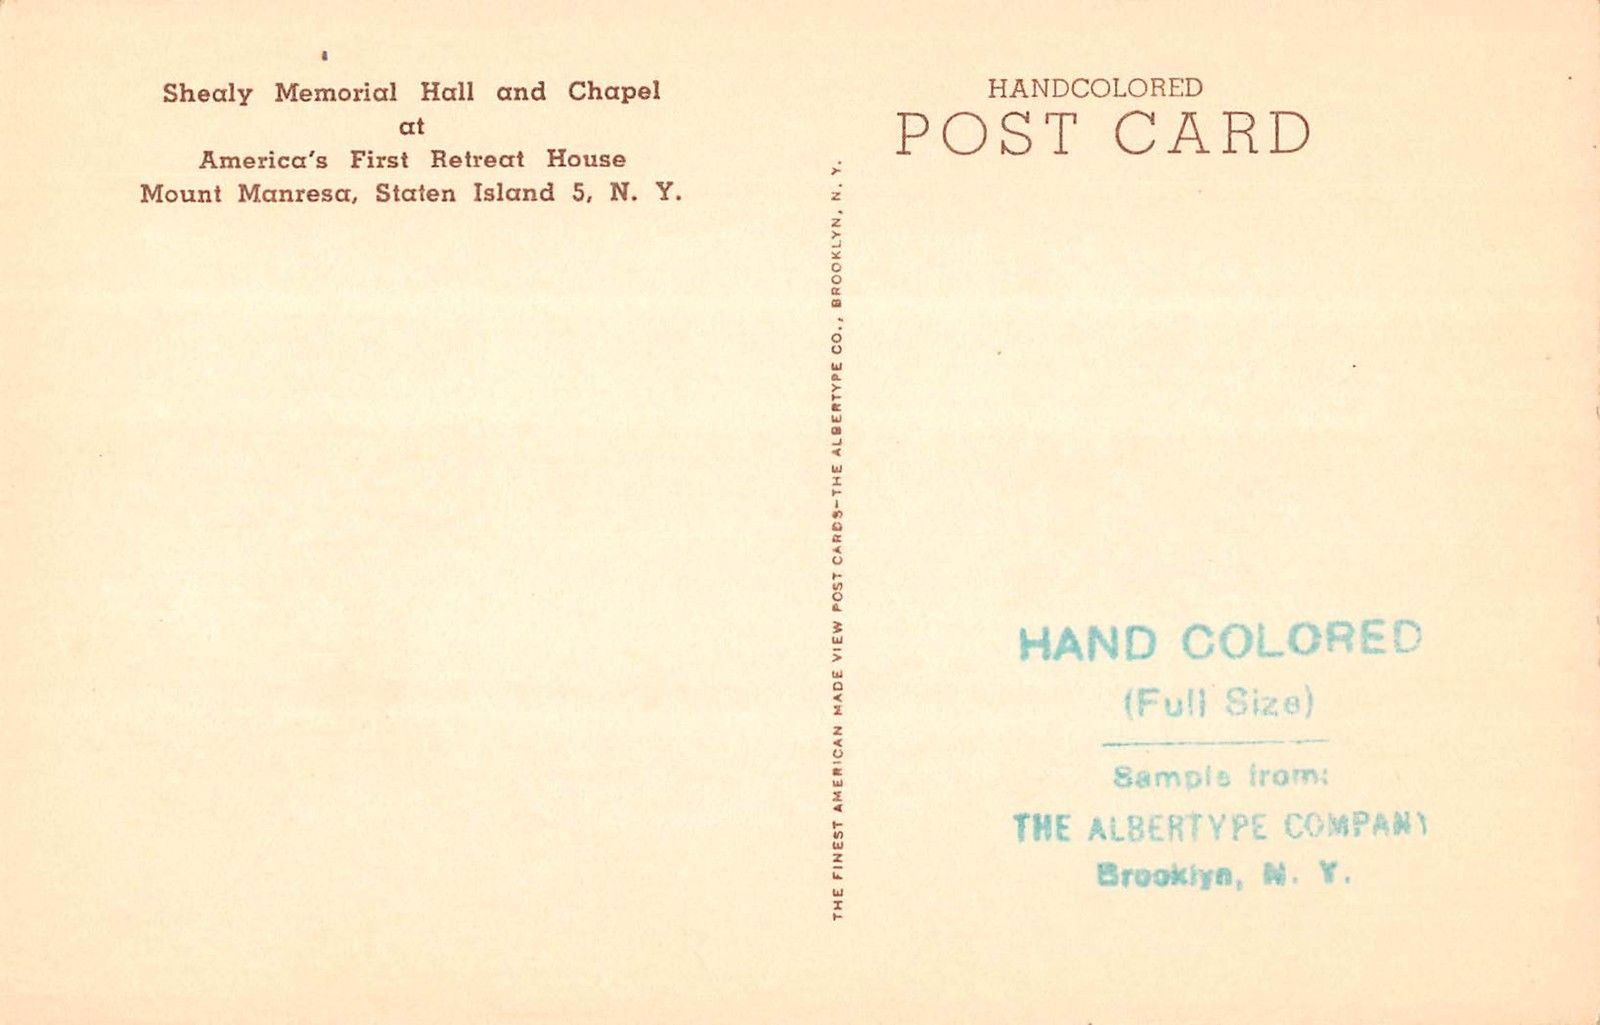 Shealy Memorial Hall and Chapel
at
America's First Retreat House
Mount Manresa, Staten Island 5, N. Y.
THE FINEST AMERICAN MADE VIEW POST CARDS—THE ALBERTYPE CO., BROOKLYN, N. Y.
HANDCOLORED
POST CARD
HAND COLORED
(Full Size)
Sample from:
THE ALBERTYPE COMPANY
Brooklyn, N. Y.